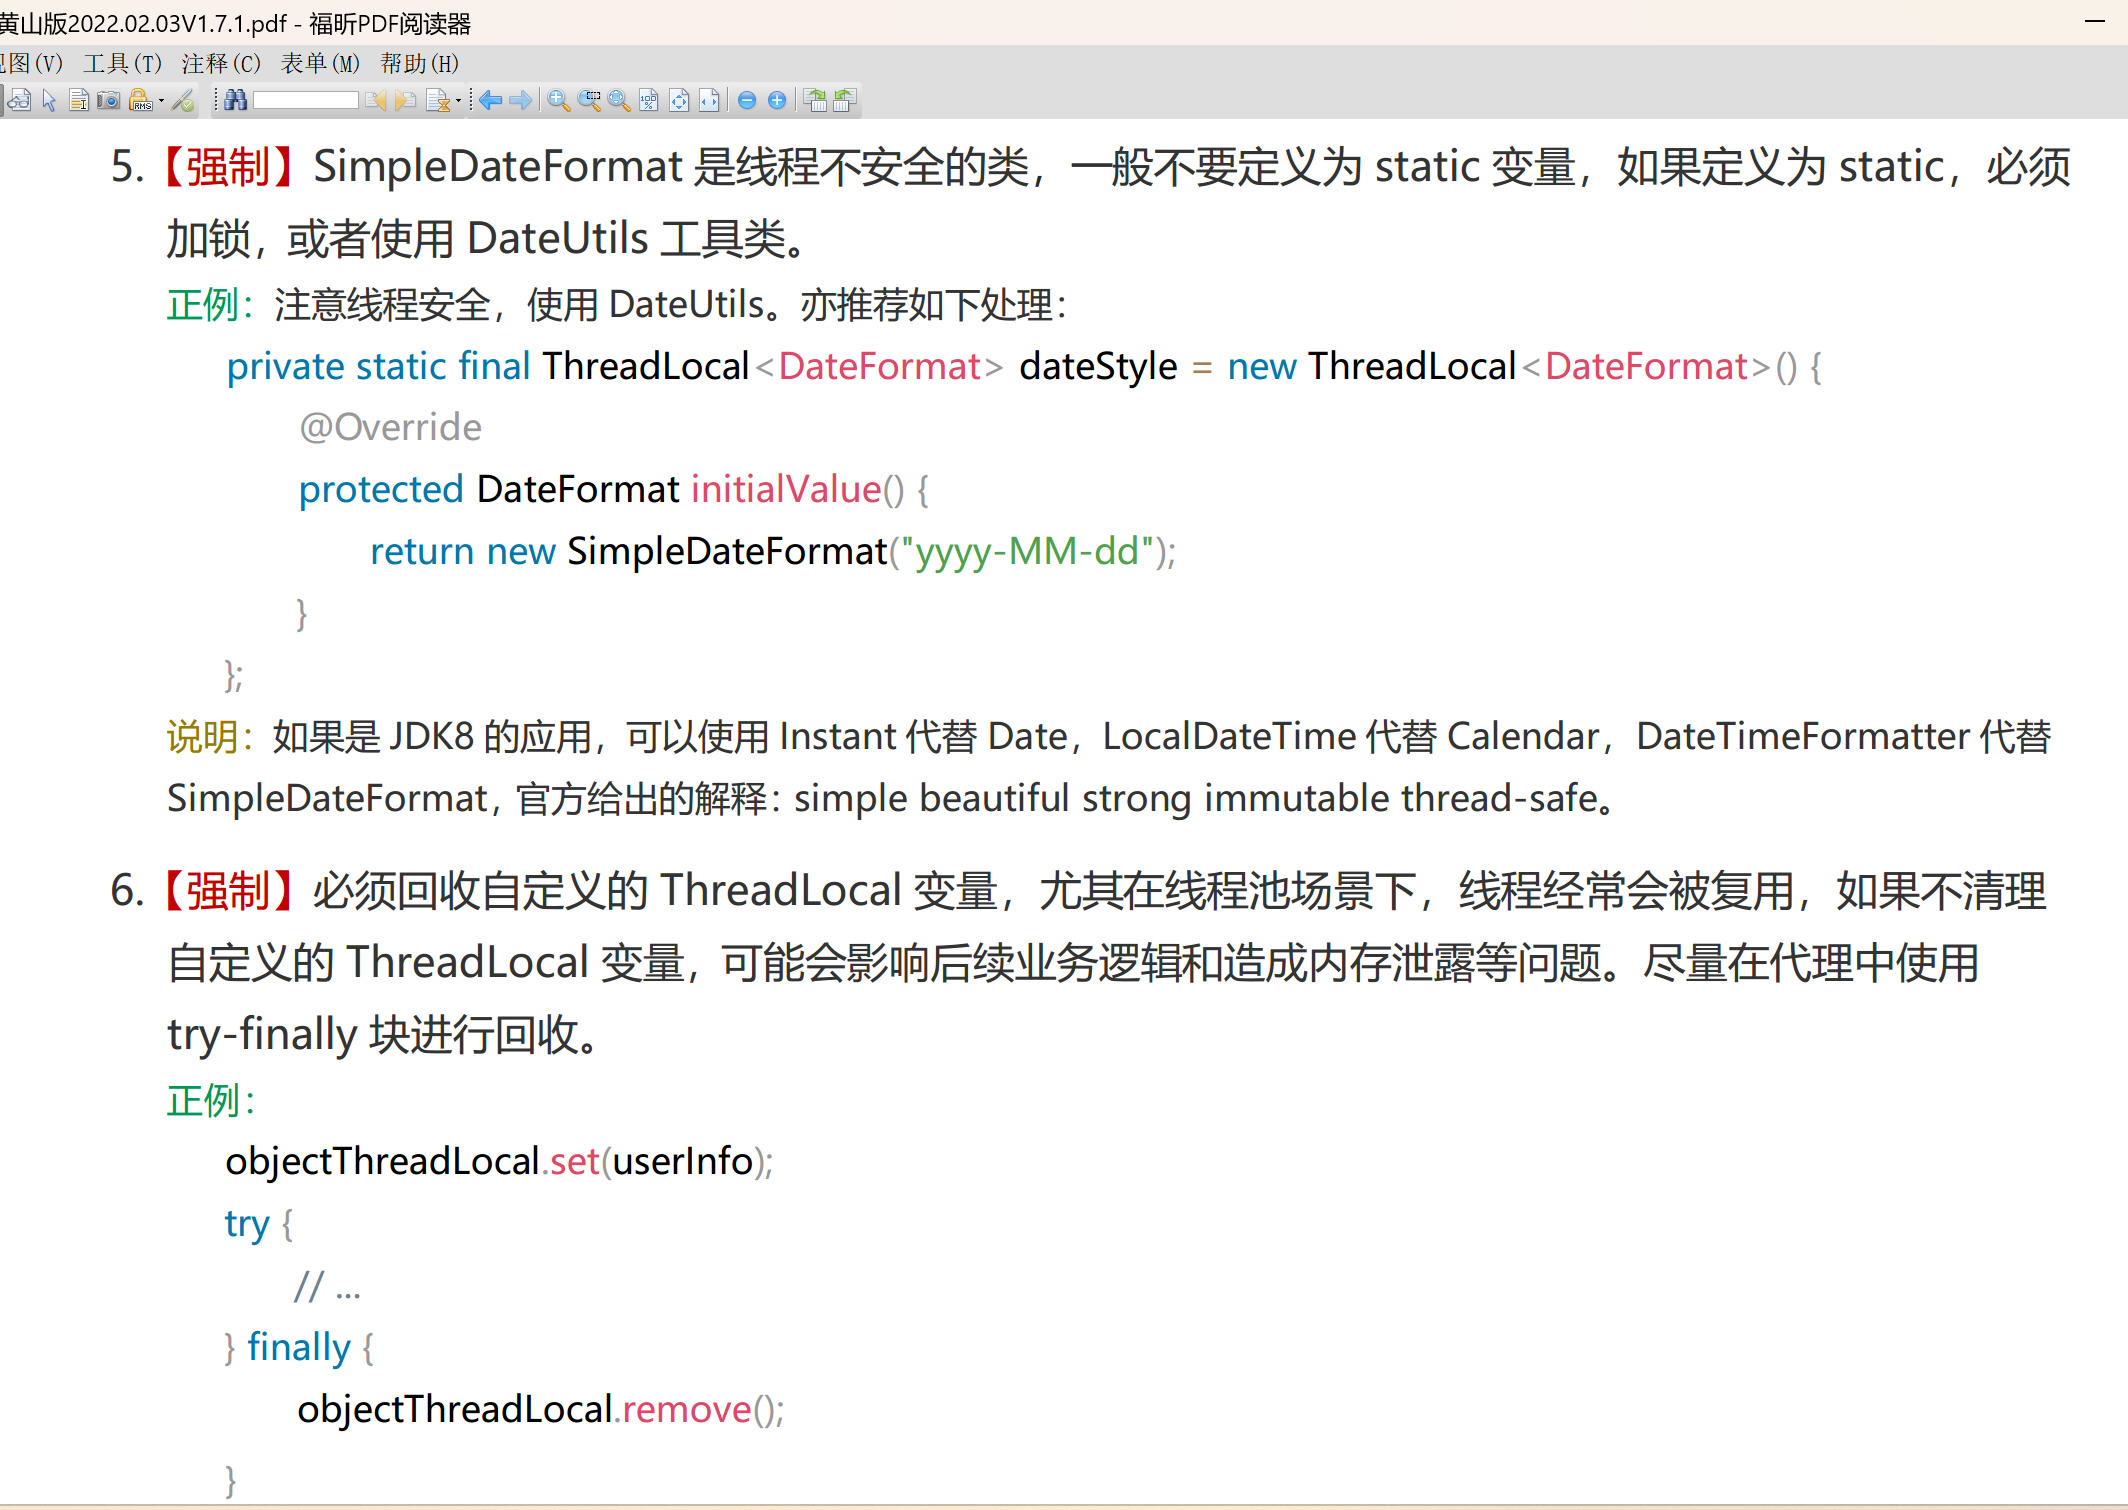 黄山版2022.02.03V1.7.1.pdf - 福昕PDF阅读器
图(V) 工具(T) 注释(C) 表单(M) 帮助(H)
5.【强制】SimpleDateFormat 是线程不安全的类，一般不要定义为 static 变量，如果定义为 static，必须
加锁，或者使用 DateUtils 工具类。
正例：注意线程安全，使用 DateUtils。亦推荐如下处理：
private static final ThreadLocal<DateFormat> dateStyle = new ThreadLocal<DateFormat>() {
@Override
protected DateFormat initialValue() {
return new SimpleDateFormat("yyyy-MM-dd");
}
};
说明：如果是 JDK8 的应用，可以使用 Instant 代替 Date，LocalDateTime 代替 Calendar，DateTimeFormatter 代替
SimpleDateFormat，官方给出的解释：simple beautiful strong immutable thread-safe。
6.【强制】必须回收自定义的 ThreadLocal 变量，尤其在线程池场景下，线程经常会被复用，如果不清理
自定义的 ThreadLocal 变量，可能会影响后续业务逻辑和造成内存泄露等问题。尽量在代理中使用
try-finally 块进行回收。
正例：
objectThreadLocal.set(userInfo);
try {
// ...
} finally {
objectThreadLocal.remove();
}